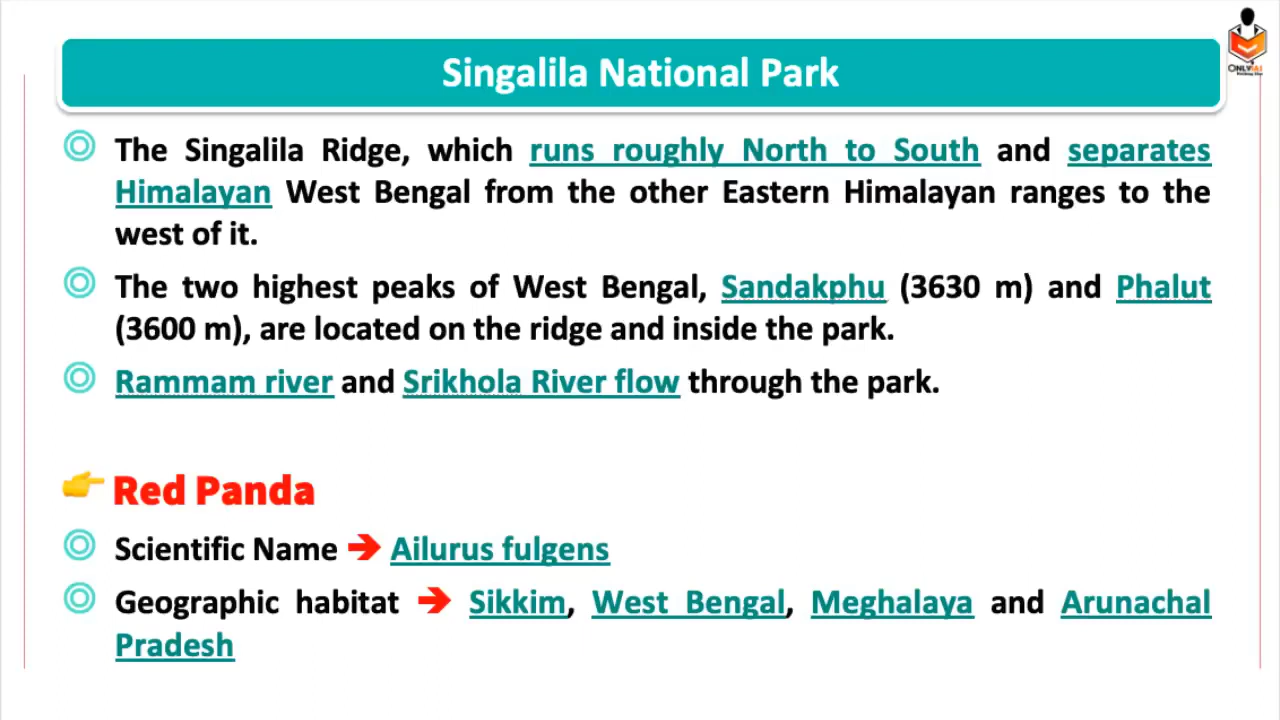 Singalila National Park
The Singalila Ridge, which runs roughly North to South and separates
Himalayan West Bengal from the other Eastern Himalayan ranges to the
west of it.
The two highest peaks of West Bengal, Sandakphu (3630 m) and Phalut
(3600 m), are located on the ridge and inside the park.
Rammam river and Srikhola River flow through the park.
Red Panda
Scientific Name ➔ Ailurus fulgens
Geographic habitat ➔ Sikkim, West Bengal, Meghalaya and Arunachal
Pradesh